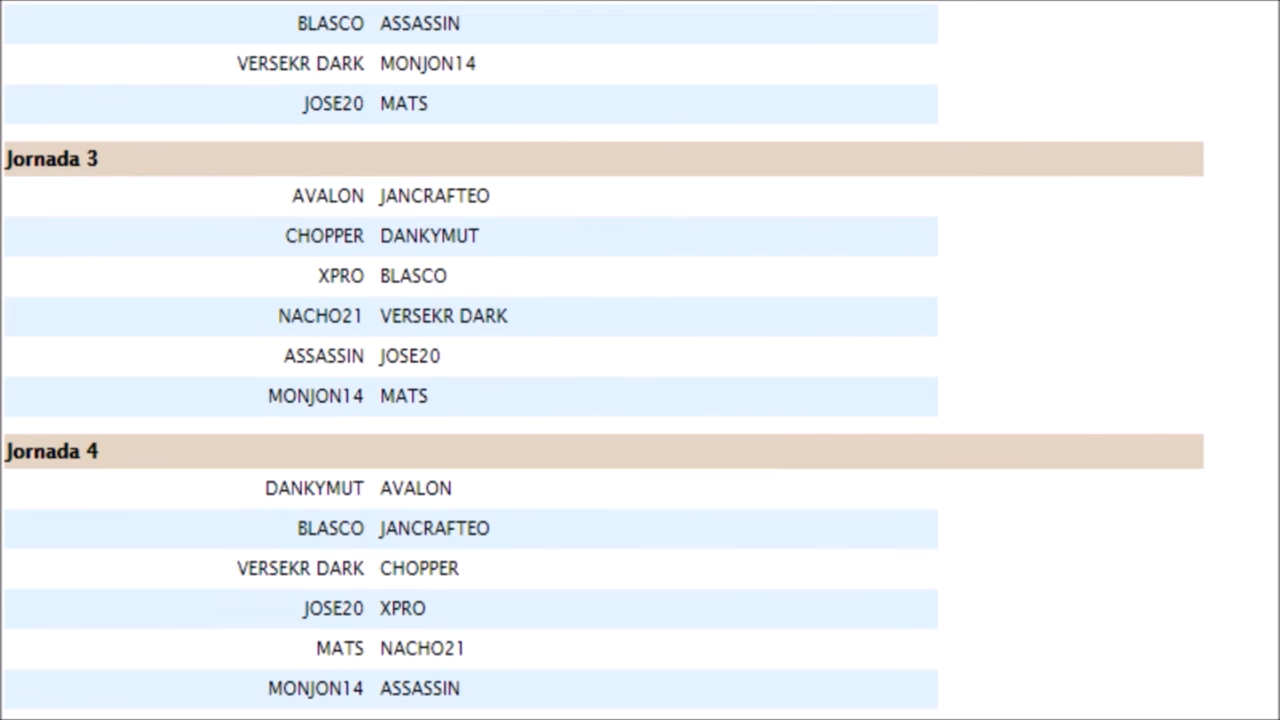 BLASCO ASSASSIN
VERSEKR DARK MONJON14
JOSE20 MATS
Jornada 3
AVALON JANCRAFTEO
CHOPPER DANKYMUT
XPRO BLASCO
NACHO21 VERSEKR DARK
ASSASSIN JOSE20
MONJON14 MATS
Jornada 4
DANKYMUT AVALON
BLASCO JANCRAFTEO
VERSEKR DARK CHOPPER
JOSE20 XPRO
MATS NACHO21
MONJON14 ASSASSIN